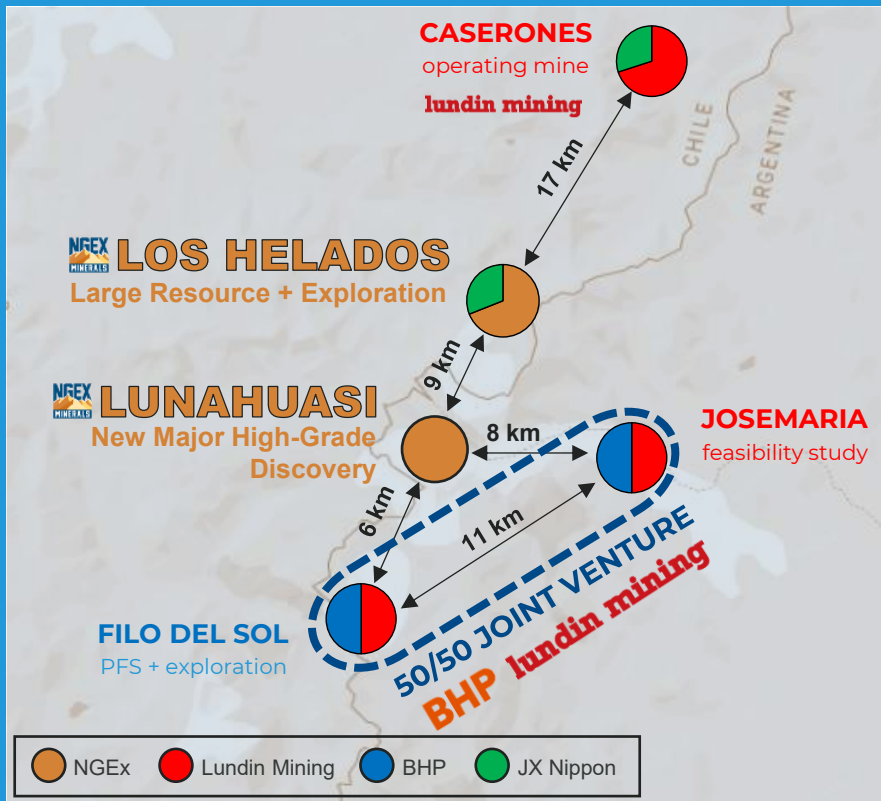 CASERONES
operating mine
lundin mining
17 km
CHILE
ARGENTINA
NGEX
MINERALS
LOS HELADOS
Large Resource + Exploration
9 km
NGEX
MINERALS
LUNAHUASI
New Major High-Grade
Discovery
8 km
JOSEMARIA
feasibility study
6 km
11 km
50/50 JOINT VENTURE
BHP lundin mining
FILO DEL SOL
PFS + exploration
NGEx Lundin Mining BHP JX Nippon